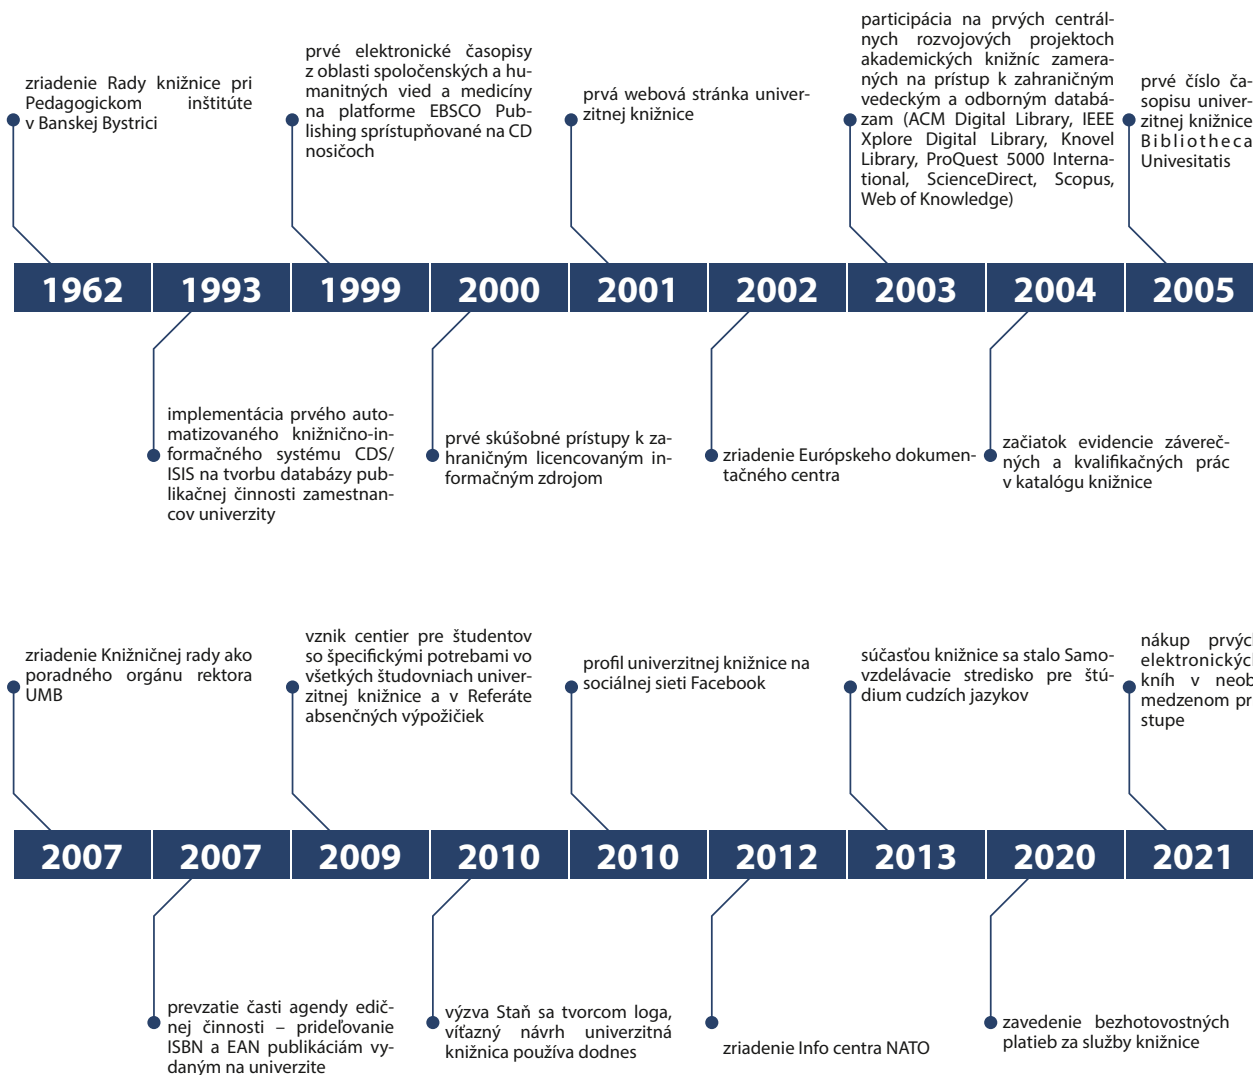 zriadenie Rady knižnice pri
Pedagogickom inštitúte
v Banskej Bystrici
prvé elektronické časopisy
z oblasti spoločenských a hu-
manitných vied a medicíny
na platforme EBSCO Pub-
lishing sprístupňované na CD
nosičoch
prvá webová stránka univer-
zitnej knižnice
participácia na prvých centrál-
nych rozvojových projektoch
akademických knižníc zamera-
ných na prístup k zahraničným
vedeckým a odborným databá-
zam (ACM Digital Library, IEEE
Xplore Digital Library, Knovel
Library, ProQuest 5000 Interna-
tional, ScienceDirect, Scopus,
Web of Knowledge)
prvé číslo ča-
sopisu univer-
zitnej knižnice
Bibliotheca
Univesitatis
1962 1993 1999 2000 2001 2002 2003 2004 2005
implementácia prvého auto-
matizovaného knižnično-in-
formačného systému CDS/
ISIS na tvorbu databázy pub-
likačnej činnosti zamestnan-
cov univerzity
prvé skúšobné prístupy k za-
hraničným licencovaným in-
formačným zdrojom
zriadenie Európskeho dokumen-
tačného centra
začiatok evidencie závereč-
ných a kvalifikačných prác
v katalógu knižnice
zriadenie Knižničnej rady ako
poradného orgánu rektora
UMB
vznik centier pre študentov
so špecifickými potrebami vo
všetkých študovniach univer-
zitnej knižnice a v Referáte
absenčných výpožičiek
profil univerzitnej knižnice na
sociálnej sieti Facebook
súčasťou knižnice sa stalo Samo-
vzdelávacie stredisko pre štú-
dium cudzích jazykov
nákup prvých
elektronických
kníh v neob
medzenom prí
stupe
2007 2007 2009 2010 2010 2012 2013 2020 2021
prevzatie časti agendy edič-
nej činnosti – prideľovanie
ISBN a EAN publikáciám vy-
daným na univerzite
výzva Staň sa tvorcom loga,
víťazný návrh univerzitná
knižnica používa dodnes
zriadenie Info centra NATO
zavedenie bezhotovostných
platieb za služby knižnice